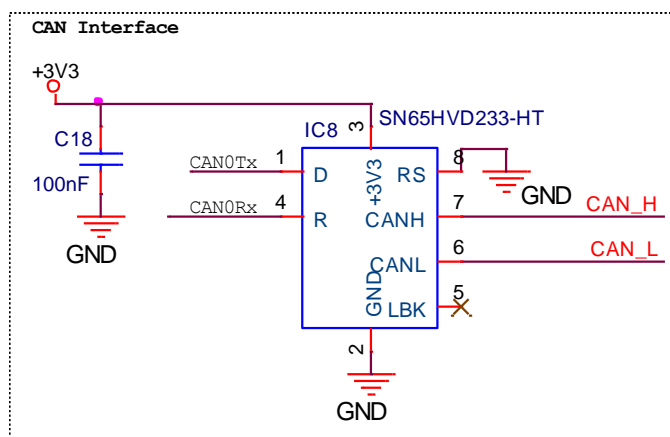 CAN Interface
+3V3
C18
100nF
GND
IC8
SN65HVD233-HT
CAN0Tx
1
D
CAN0Rx
4
R
3
+3V3
RS
8
GND
CANH
7
CAN_H
CANL
6
CAN_L
GND
LBK
5
2
GND